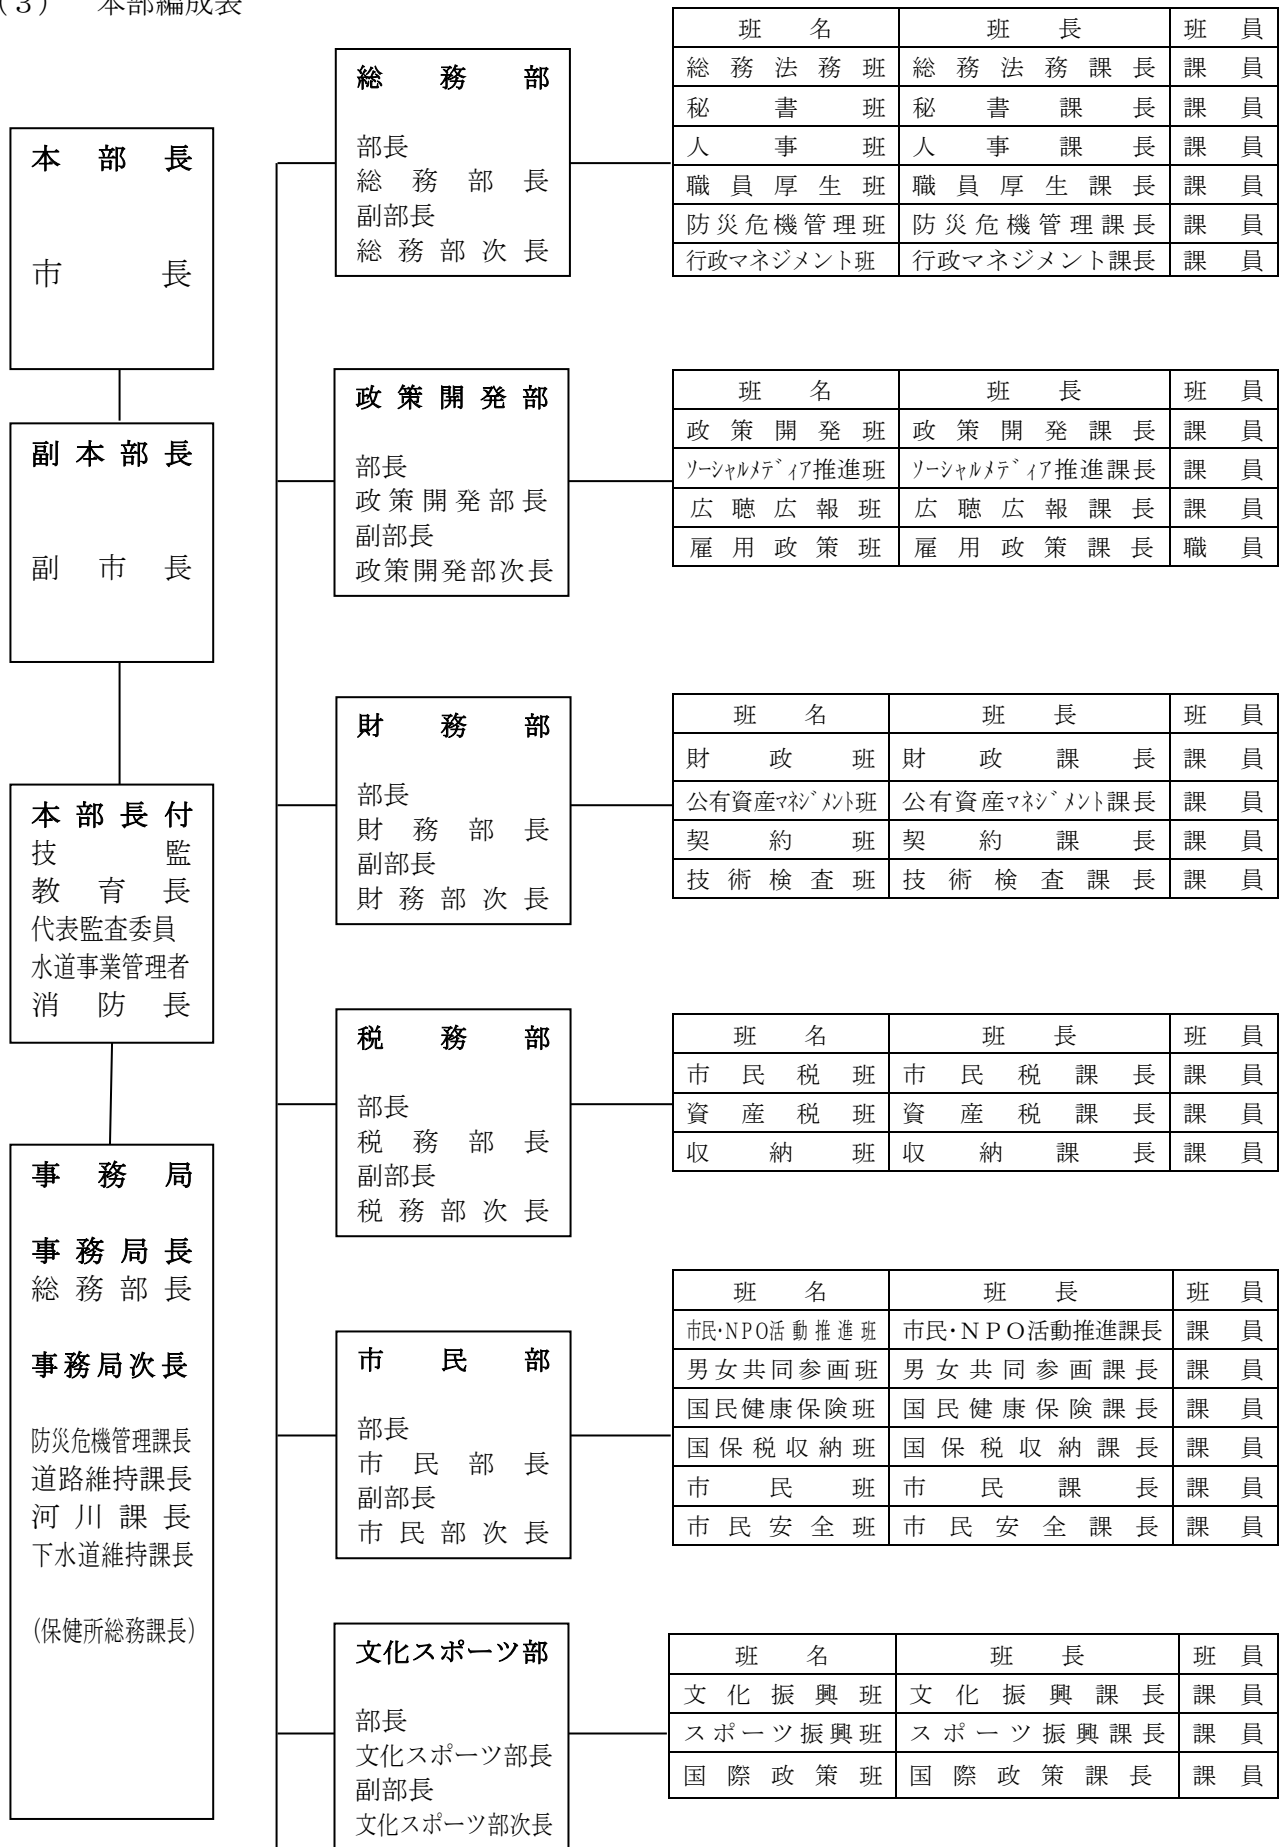 （３）　本部編成表
本部長
市長
副本部長
副市長
本部長付
技監
教育長
代表監査委員
水道事業管理者
消防長
事務局
事務局長
総務部長
事務局次長
防災危機管理課長
道路維持課長
河川課長
下水道維持課長
(保健所総務課長)
総務部
部長
総務部長
副部長
総務部次長
班名 班長 班員
総務法務班 総務法務課長 課員
秘書班 秘書課長 課員
人事班 人事課長 課員
職員厚生班 職員厚生課長 課員
防災危機管理班 防災危機管理課長 課員
行政マネジメント班 行政マネジメント課長 課員
政策開発部
部長
政策開発部長
副部長
政策開発部次長
班名 班長 班員
政策開発班 政策開発課長 課員
ｿｰｼｬﾙﾒﾃﾞｨｱ推進班 ｿｰｼｬﾙﾒﾃﾞｨｱ推進課長 課員
広聴広報班 広聴広報課長 課員
雇用政策班 雇用政策課長 職員
財務部
部長
財務部長
副部長
財務部次長
班名 班長 班員
財政班 財政課長 課員
公有資産ﾏﾈｼﾞﾒﾝﾄ班 公有資産ﾏﾈｼﾞﾒﾝﾄ課長 課員
契約班 契約課長 課員
技術検査班 技術検査課長 課員
税務部
部長
税務部長
副部長
税務部次長
班名 班長 班員
市民税班 市民税課長 課員
資産税班 資産税課長 課員
収納班 収納課長 課員
市民部
部長
市民部長
副部長
市民部次長
班名 班長 班員
市民･NPO活動推進班 市民･ＮＰＯ活動推進課長 課員
男女共同参画班 男女共同参画課長 課員
国民健康保険班 国民健康保険課長 課員
国保税収納班 国保税収納課長 課員
市民班 市民課長 課員
市民安全班 市民安全課長 課員
文化スポーツ部
部長
文化スポーツ部長
副部長
文化スポーツ部次長
班名 班長 班員
文化振興班 文化振興課長 課員
スポーツ振興班 スポーツ振興課長 課員
国際政策班 国際政策課長 課員